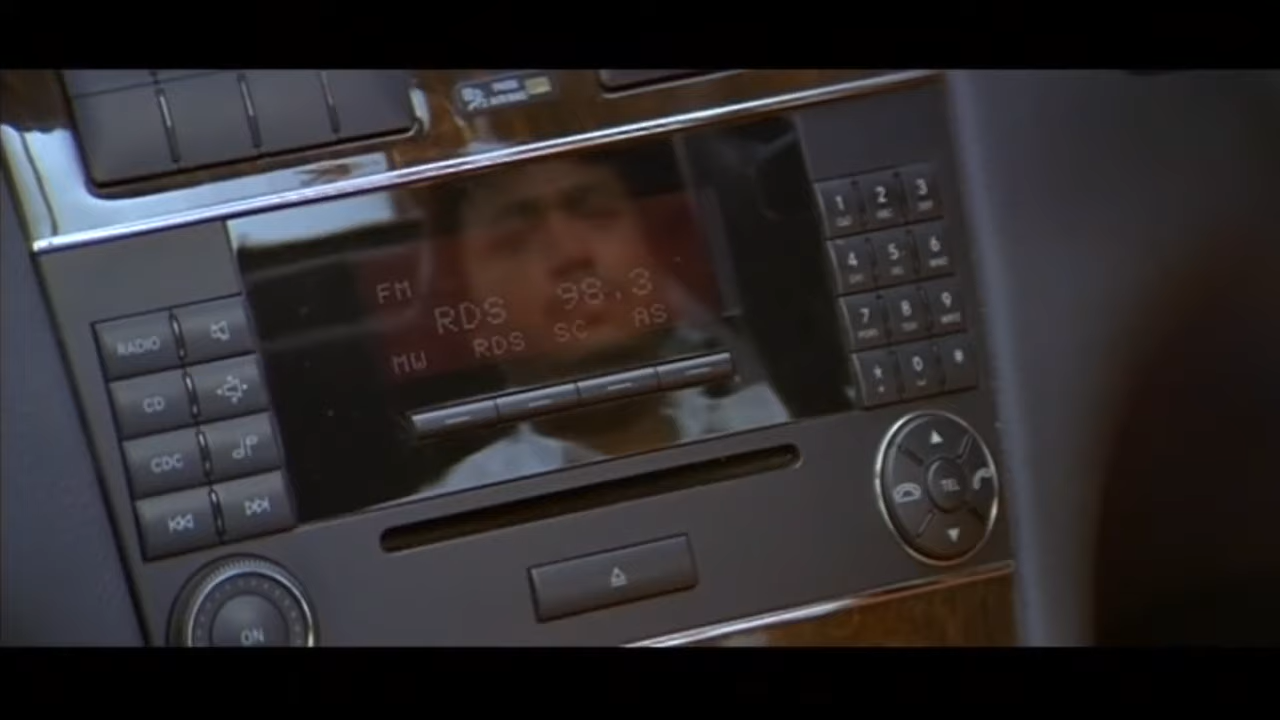 FM
RDS 98.3
MW RDS SC AS
RADIO
CD
CDC
ON
1 2 3
4 5 6
7 8 9
* 0 #
TEL